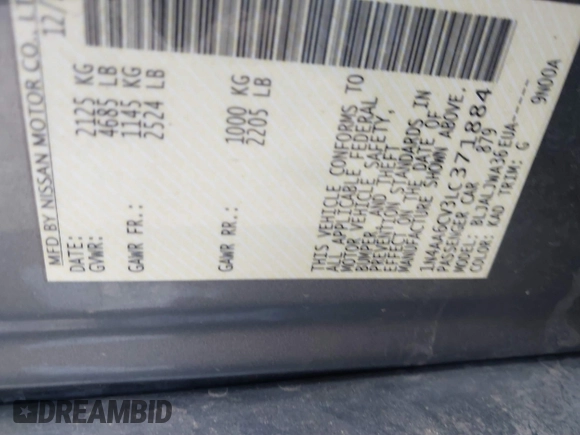 MFD BY NISSAN MOTOR CO., LT
DATE: 12/
GVWR: 2125 KG
4685 LB
GAWR FR.: 1145 KG
2524 LB
GAWR RR.: 1000 KG
2205 LB
THIS VEHICLE CONFORMS TO
ALL APPLICABLE FEDERAL
MOTOR VEHICLE SAFETY,
BUMPER, AND THEFT
PREVENTION STANDARDS IN
EFFECT ON THE DATE OF
MANUFACTURE SHOWN ABOVE.
1N4AA6CV3LC371884
PASSENGER CAR 879
MODEL: BLJALJWA36EUA-----
COLOR: KAD TRIM: G 9N00A
DREAMBID